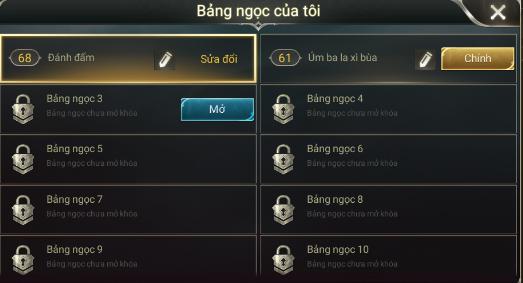 Bảng ngọc của tôi
68 Đánh đấm Sửa đổi
61 Úm ba la xì bùa Chính
Bảng ngọc 3
Bảng ngọc chưa mở khóa
Mở
Bảng ngọc 4
Bảng ngọc chưa mở khóa
Bảng ngọc 5
Bảng ngọc chưa mở khóa
Bảng ngọc 6
Bảng ngọc chưa mở khóa
Bảng ngọc 7
Bảng ngọc chưa mở khóa
Bảng ngọc 8
Bảng ngọc chưa mở khóa
Bảng ngọc 9
Bảng ngọc chưa mở khóa
Bảng ngọc 10
Bảng ngọc chưa mở khóa